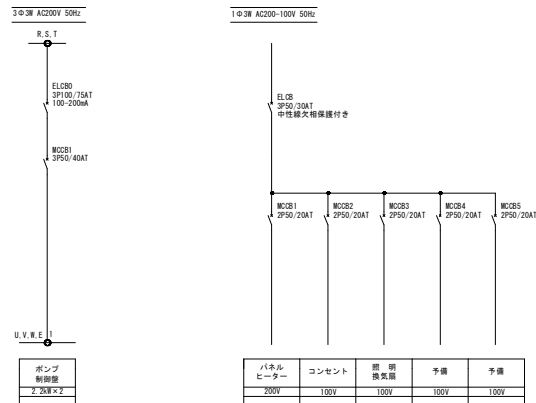 3Φ3W AC200V 50Hz
R,S,T
ELCB0
3P100/75AT
100-200mA
MCCB1
3P50/40AT
U,V,W,E 1
ポンプ
制御盤
2.2kW×2
1Φ3W AC200-100V 50Hz
ELCB
3P50/30AT
中性線欠相保護付き
MCCB1
2P50/20AT
MCCB2
2P50/20AT
MCCB3
2P50/20AT
MCCB4
2P50/20AT
MCCB5
2P50/20AT
パネル
ヒーター
コンセント
照 明
換気扇
予備
予備
200V
100V
100V
100V
100V